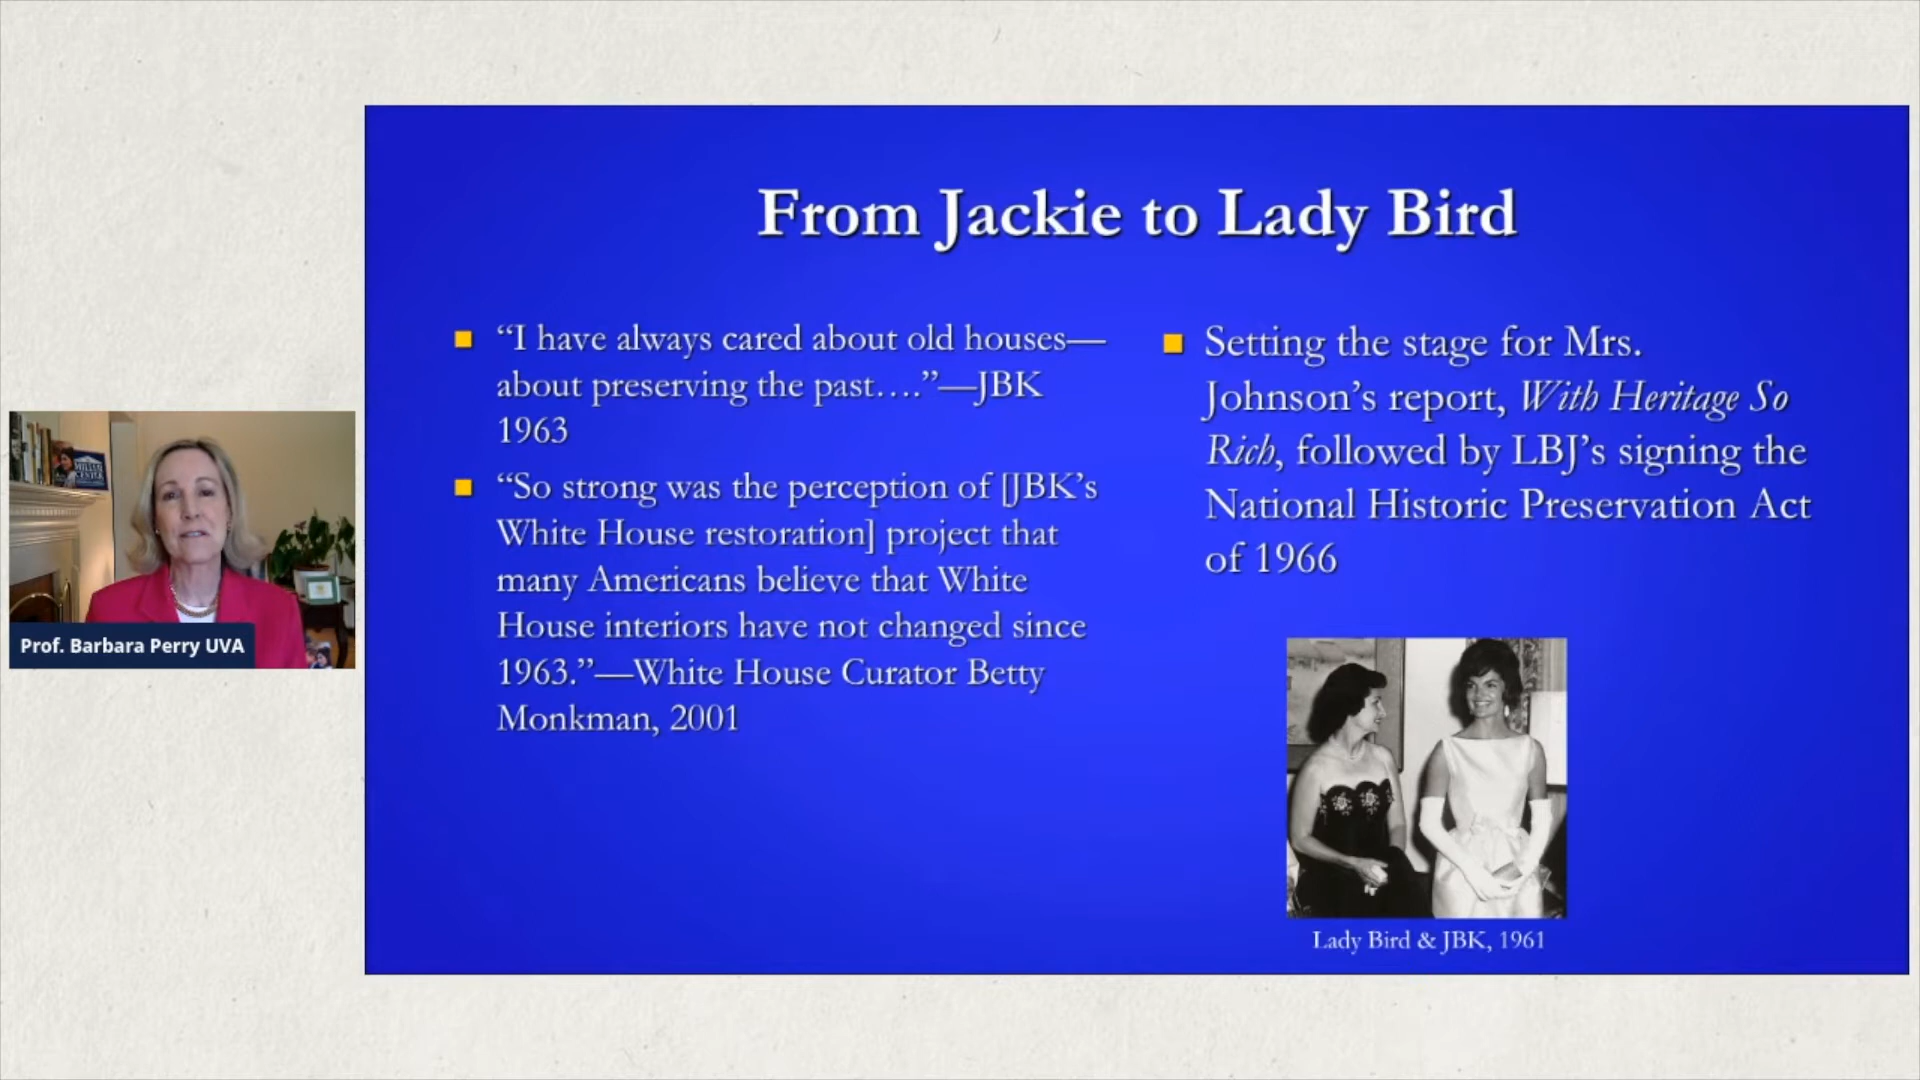 From Jackie to Lady Bird
“I have always cared about old houses—
about preserving the past….”—JBK
1963
“So strong was the perception of [JBK’s
White House restoration] project that
many Americans believe that White
House interiors have not changed since
1963.”—White House Curator Betty
Monkman, 2001
Setting the stage for Mrs.
Johnson’s report, With Heritage So
Rich, followed by LBJ’s signing the
National Historic Preservation Act
of 1966
Lady Bird & JBK, 1961
MILLER
CENTER
Prof. Barbara Perry UVA